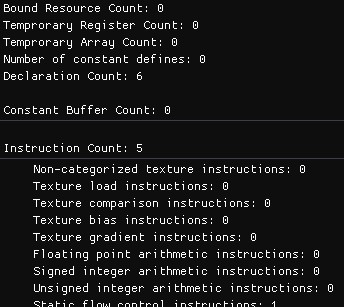 Bound Resource Count: 0
Temprorary Register Count: 0
Temprorary Array Count: 0
Number of constant defines: 0
Declaration Count: 6
Constant Buffer Count: 0
Instruction Count: 5
Non-categorized texture instructions: 0
Texture load instructions: 0
Texture comparison instructions: 0
Texture bias instructions: 0
Texture gradient instructions: 0
Floating point arithmetic instructions: 0
Signed integer arithmetic instructions: 0
Unsigned integer arithmetic instructions: 0
Static flow control instructions: 1